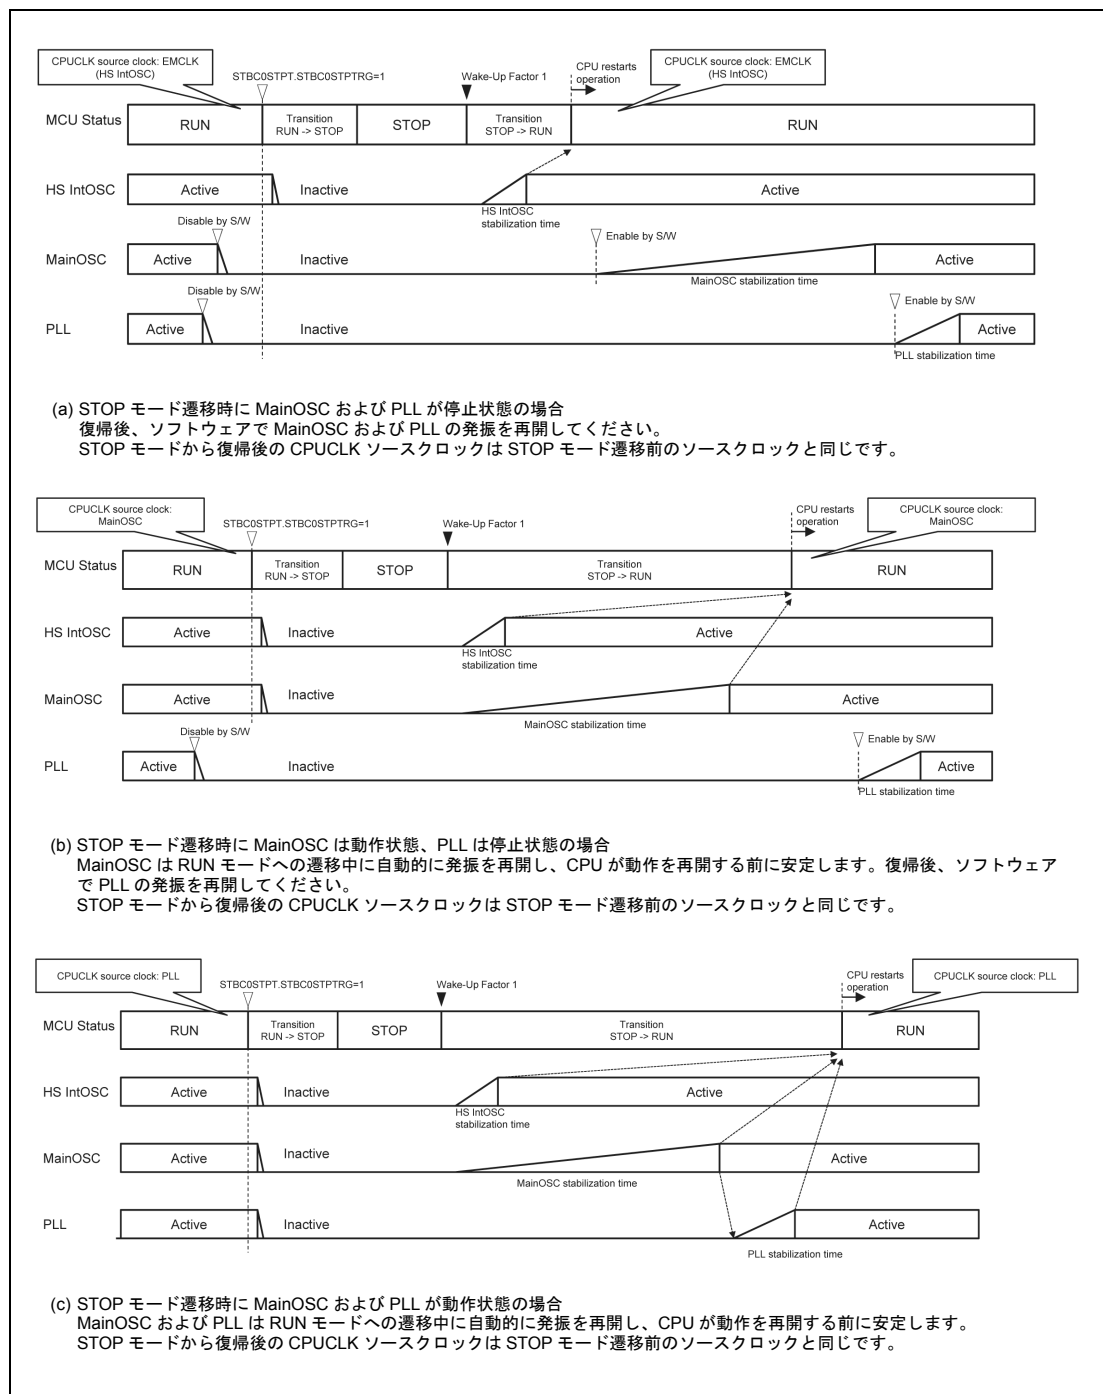 CPUCLK source clock: EMCLK
(HS IntOSC)
STBC0STPT.STBC0STPTRG=1
Wake-Up Factor 1
CPU restarts
operation
CPUCLK source clock: EMCLK
(HS IntOSC)
MCU Status
RUN
Transition
RUN -> STOP
STOP
Transition
STOP -> RUN
RUN
HS IntOSC
Active
Inactive
Active
HS IntOSC
stabilization time
Disable by S/W
Enable by S/W
MainOSC
Active
Inactive
Active
MainOSC stabilization time
Disable by S/W
Enable by S/W
PLL
Active
Inactive
Active
PLL stabilization time
(a) STOP モード遷移時に MainOSC および PLL が停止状態の場合
復帰後、ソフトウェアで MainOSC および PLL の発振を再開してください。
STOP モードから復帰後の CPUCLK ソースクロックは STOP モード遷移前のソースクロックと同じです。
CPUCLK source clock:
MainOSC
STBC0STPT.STBC0STPTRG=1
Wake-Up Factor 1
CPU restarts
operation
CPUCLK source clock:
MainOSC
MCU Status
RUN
Transition
RUN -> STOP
STOP
Transition
STOP -> RUN
RUN
HS IntOSC
Active
Inactive
Active
HS IntOSC
stabilization time
MainOSC
Active
Inactive
Active
MainOSC stabilization time
Disable by S/W
Enable by S/W
PLL
Active
Inactive
Active
PLL stabilization time
(b) STOP モード遷移時に MainOSC は動作状態、PLL は停止状態の場合
MainOSC は RUN モードへの遷移中に自動的に発振を再開し、CPU が動作を再開する前に安定します。復帰後、ソフトウェア
で PLL の発振を再開してください。
STOP モードから復帰後の CPUCLK ソースクロックは STOP モード遷移前のソースクロックと同じです。
CPUCLK source clock: PLL
STBC0STPT.STBC0STPTRG=1
Wake-Up Factor 1
CPU restarts
operation
CPUCLK source clock: PLL
MCU Status
RUN
Transition
RUN -> STOP
STOP
Transition
STOP -> RUN
RUN
HS IntOSC
Active
Inactive
Active
HS IntOSC
stabilization time
MainOSC
Active
Inactive
Active
MainOSC stabilization time
PLL
Active
Inactive
Active
PLL stabilization time
(c) STOP モード遷移時に MainOSC および PLL が動作状態の場合
MainOSC および PLL は RUN モードへの遷移中に自動的に発振を再開し、CPU が動作を再開する前に安定します。
STOP モードから復帰後の CPUCLK ソースクロックは STOP モード遷移前のソースクロックと同じです。